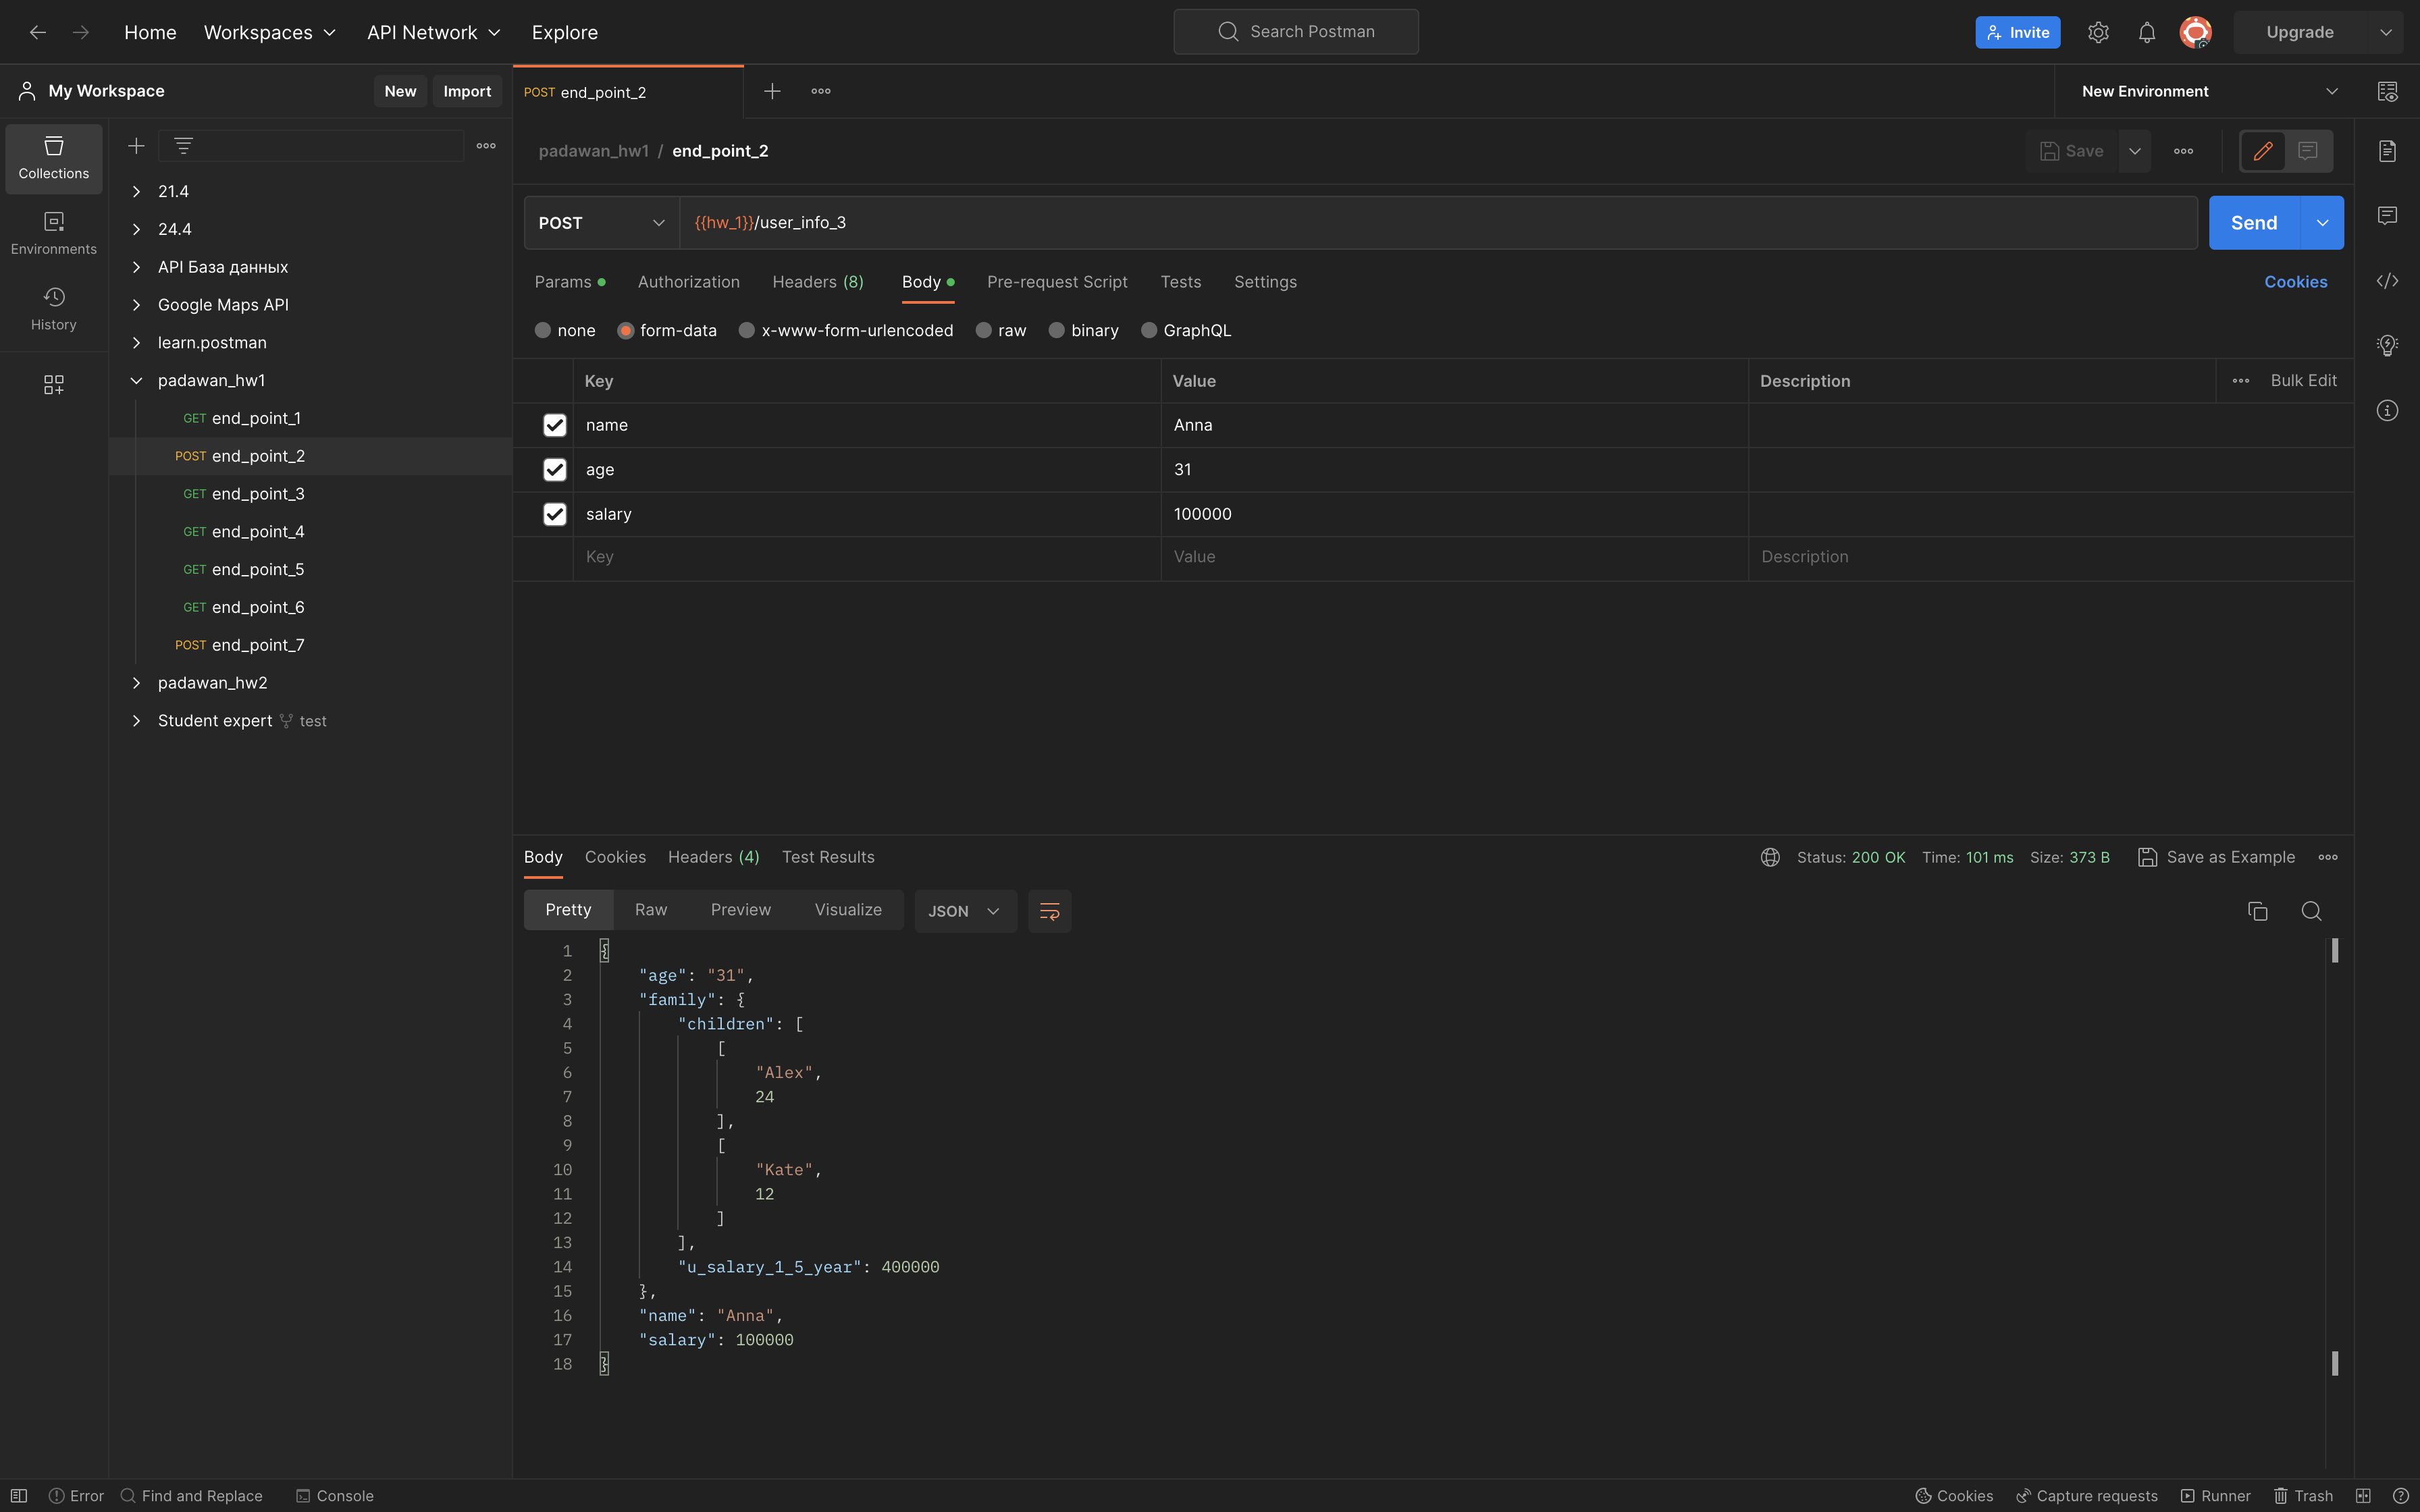 Home Workspaces API Network Explore Search Postman Invite Upgrade
My Workspace New Import
POST end_point_2
New Environment
Collections
Environments
History
21.4
24.4
API База данных
Google Maps API
learn.postman
padawan_hw1
GET end_point_1
POST end_point_2
GET end_point_3
GET end_point_4
GET end_point_5
GET end_point_6
POST end_point_7
padawan_hw2
Student expert test
padawan_hw1 / end_point_2 Save
POST {{hw_1}}/user_info_3 Send
Params Authorization Headers (8) Body Pre-request Script Tests Settings Cookies
none form-data x-www-form-urlencoded raw binary GraphQL
Key Value Description Bulk Edit
name Anna
age 31
salary 100000
Key Value Description
Body Cookies Headers (4) Test Results Status: 200 OK Time: 101 ms Size: 373 B Save as Example
Pretty Raw Preview Visualize JSON
1 {
2 "age": "31",
3 "family": {
4 "children": [
5 [
6 "Alex",
7 24
8 ],
9 [
10 "Kate",
11 12
12 ]
13 ],
14 "u_salary_1_5_year": 400000
15 },
16 "name": "Anna",
17 "salary": 100000
18 }
Error Find and Replace Console Cookies Capture requests Runner Trash